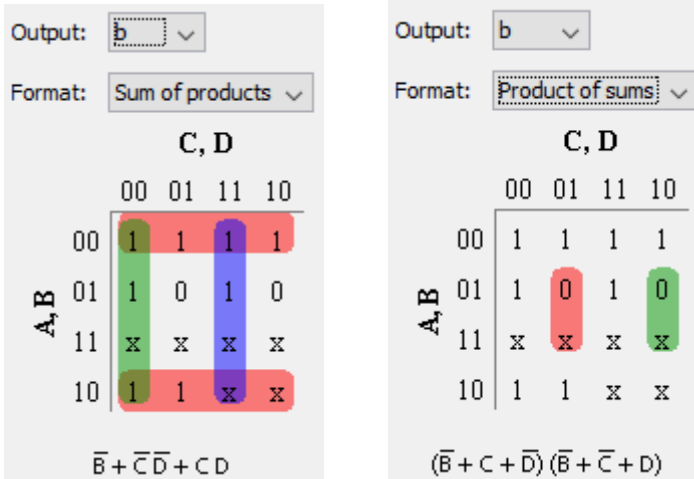 Output: b
Format: Sum of products
C, D
00 01 11 10
00 1 1 1 1
01 1 0 1 0
11 x x x x
10 1 1 x x
A, B
B̅ + C̅ D̅ + C D
Output: b
Format: Product of sums
C, D
00 01 11 10
00 1 1 1 1
01 1 0 1 0
11 x x x x
10 1 1 x x
A, B
(B̅ + C + D̅) (B̅ + C̅ + D)